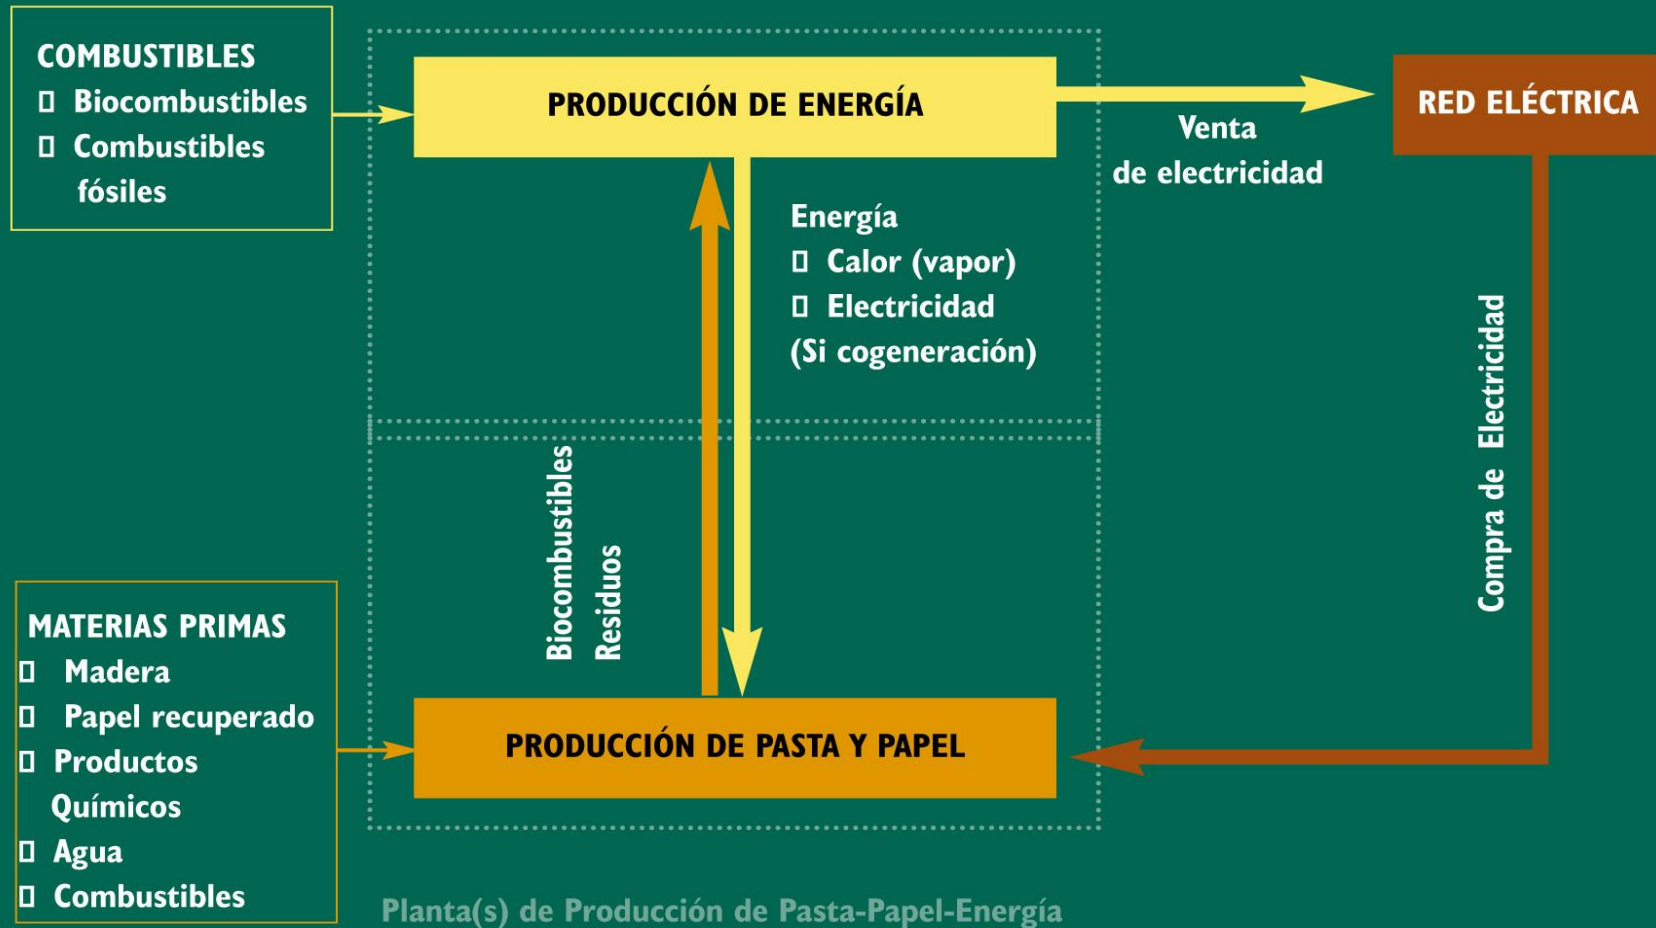 COMBUSTIBLES
▯ Biocombustibles
▯ Combustibles
fósiles
PRODUCCIÓN DE ENERGÍA
Venta
de electricidad
RED ELÉCTRICA
Energía
▯ Calor (vapor)
▯ Electricidad
(Si cogeneración)
Biocombustibles
Residuos
Compra de Electricidad
MATERIAS PRIMAS
▯ Madera
▯ Papel recuperado
▯ Productos
Químicos
▯ Agua
▯ Combustibles
PRODUCCIÓN DE PASTA Y PAPEL
Planta(s) de Producción de Pasta-Papel-Energía